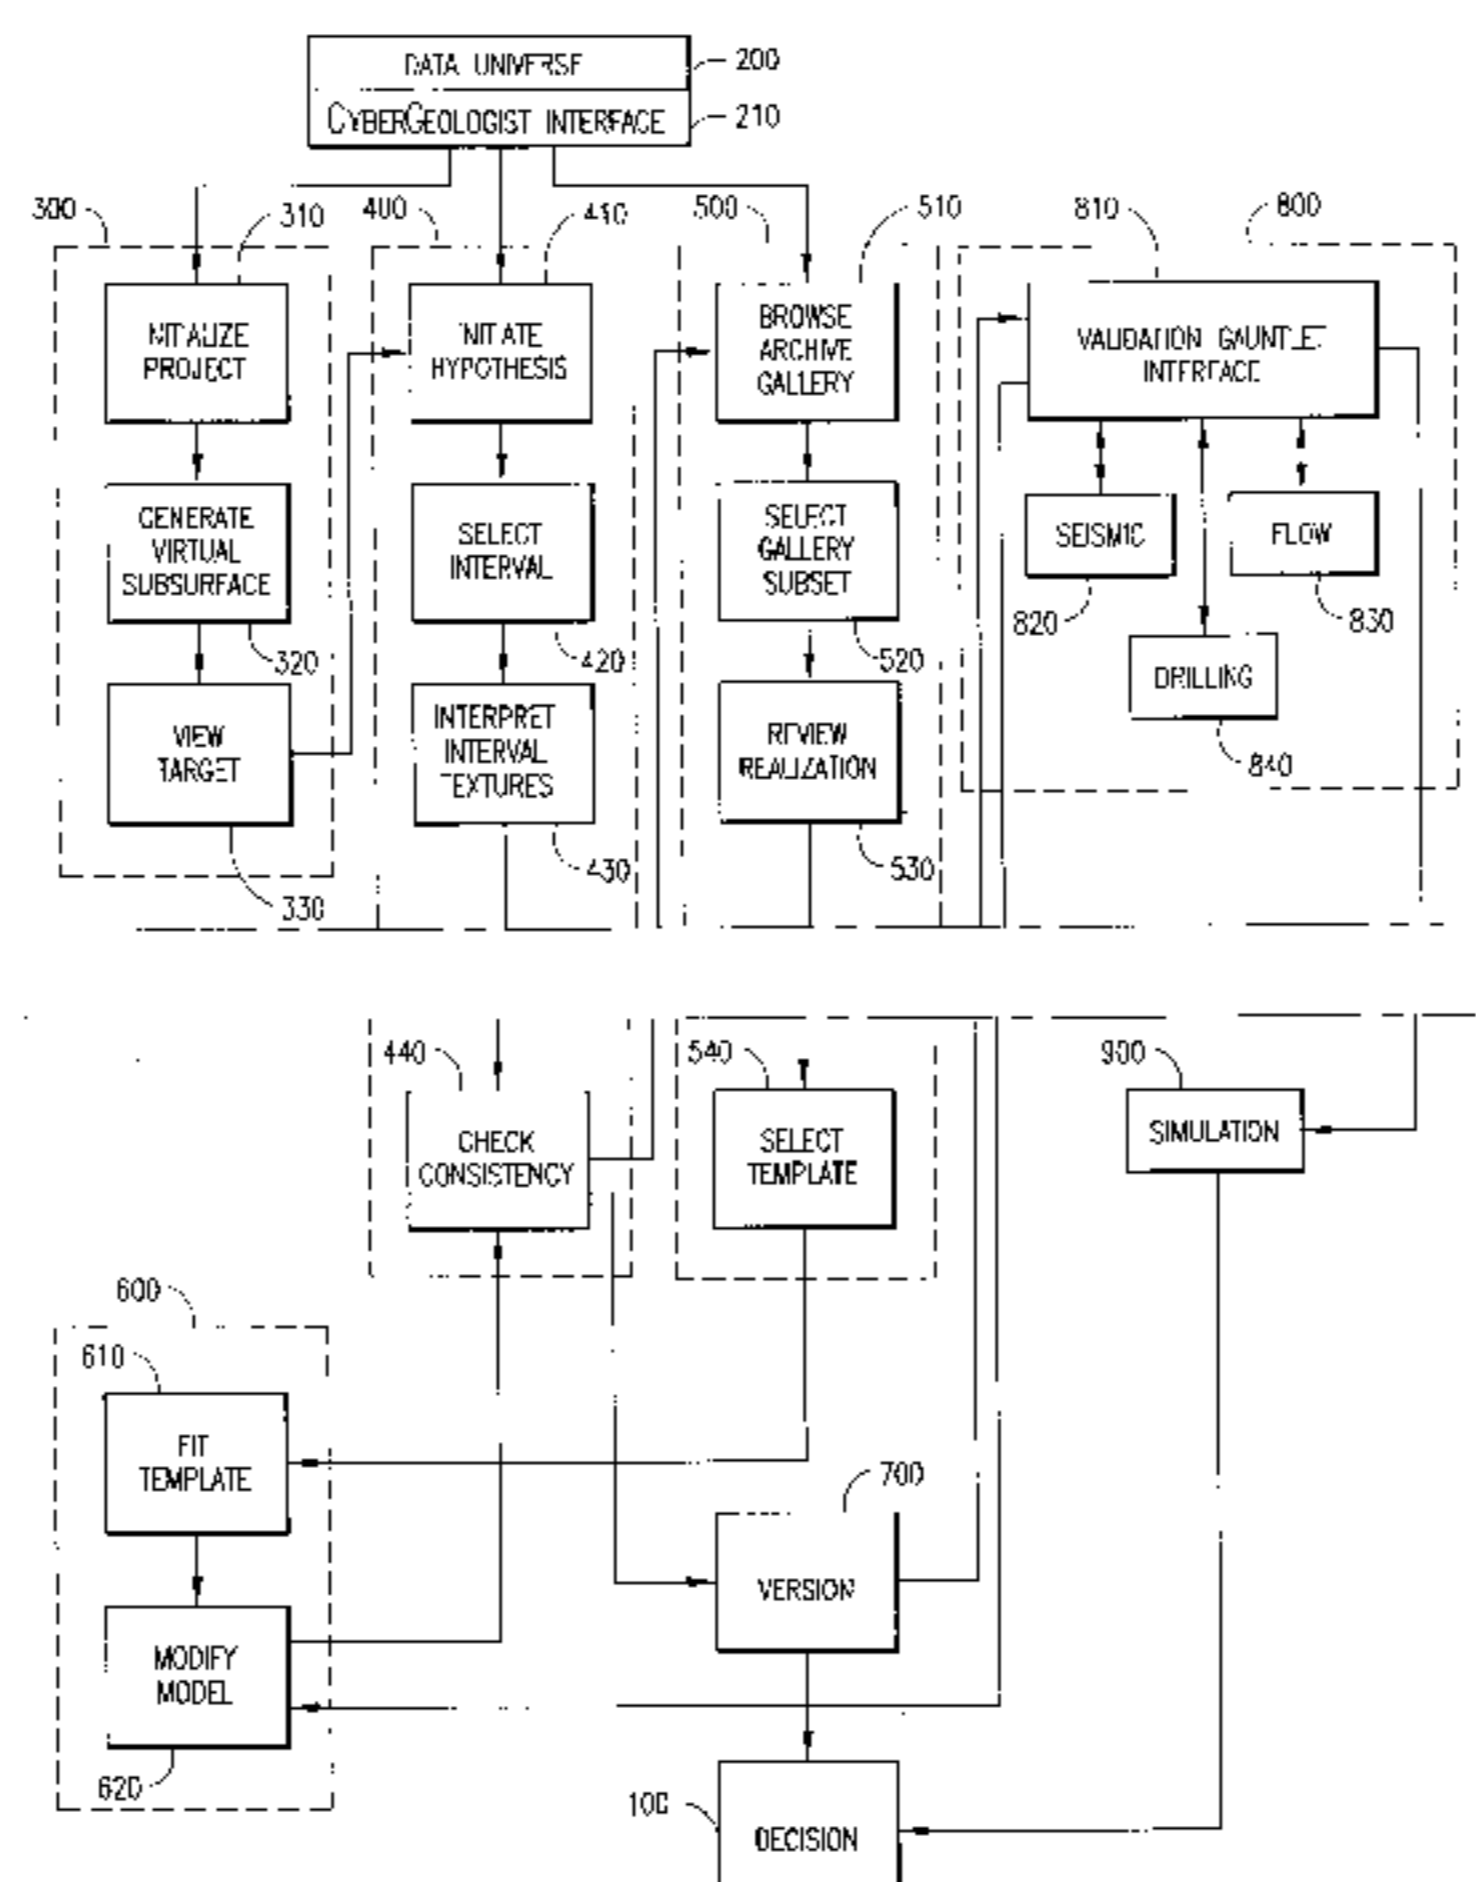 DATA UNIVERSE
200
CYBERGEOLOGIST INTERFACE
210
300
310
400
410
500
510
810
800
INITIALIZE
PROJECT
INITIATE
HYPOTHESIS
BROWSE
ARCHIVE
GALLERY
VALIDATION GAUNTLET
INTERFACE
GENERATE
VIRTUAL
SUBSURFACE
SELECT
INTERVAL
SELECT
GALLERY
SUBSET
SEISMIC
FLOW
820
830
320
420
520
DRILLING
840
VIEW
TARGET
INTERPRET
INTERVAL
TEXTURES
REVIEW
REALIZATION
330
430
530
440
540
900
CHECK
CONSISTENCY
SELECT
TEMPLATE
SIMULATION
600
610
FIT
TEMPLATE
700
VERSION
MODIFY
MODEL
620
100
DECISION